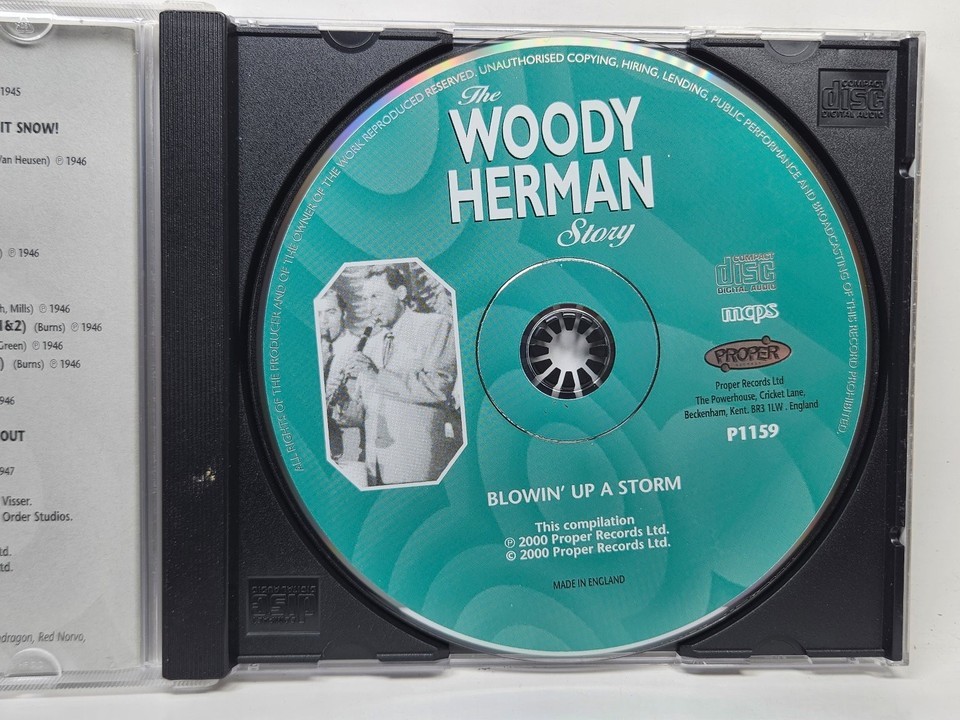 1945
IT SNOW!
Van Heusen) ℗ 1946
) ℗ 1946
h, Mills) ℗ 1946
1&2) (Burns) ℗ 1946
Green) ℗ 1946
) (Burns) ℗ 1946
946
OUT
947
Visser.
Order Studios.
td.
td.
ndragon, Red Norvo,
ALL RIGHTS OF THE PRODUCER AND OF THE OWNER OF THE WORK REPRODUCED RESERVED. UNAUTHORISED COPYING, HIRING, LENDING, PUBLIC PERFORMANCE AND BROADCASTING OF THIS RECORD PROHIBITED.
The
WOODY
HERMAN
Story
COMPACT
disc
DIGITAL AUDIO
mcps
PROPER
RECORDS
Proper Records Ltd
The Powerhouse, Cricket Lane,
Beckenham, Kent. BR3 1LW . England
P1159
BLOWIN' UP A STORM
This compilation
℗ 2000 Proper Records Ltd.
© 2000 Proper Records Ltd.
MADE IN ENGLAND
COMPACT
disc
DIGITAL AUDIO